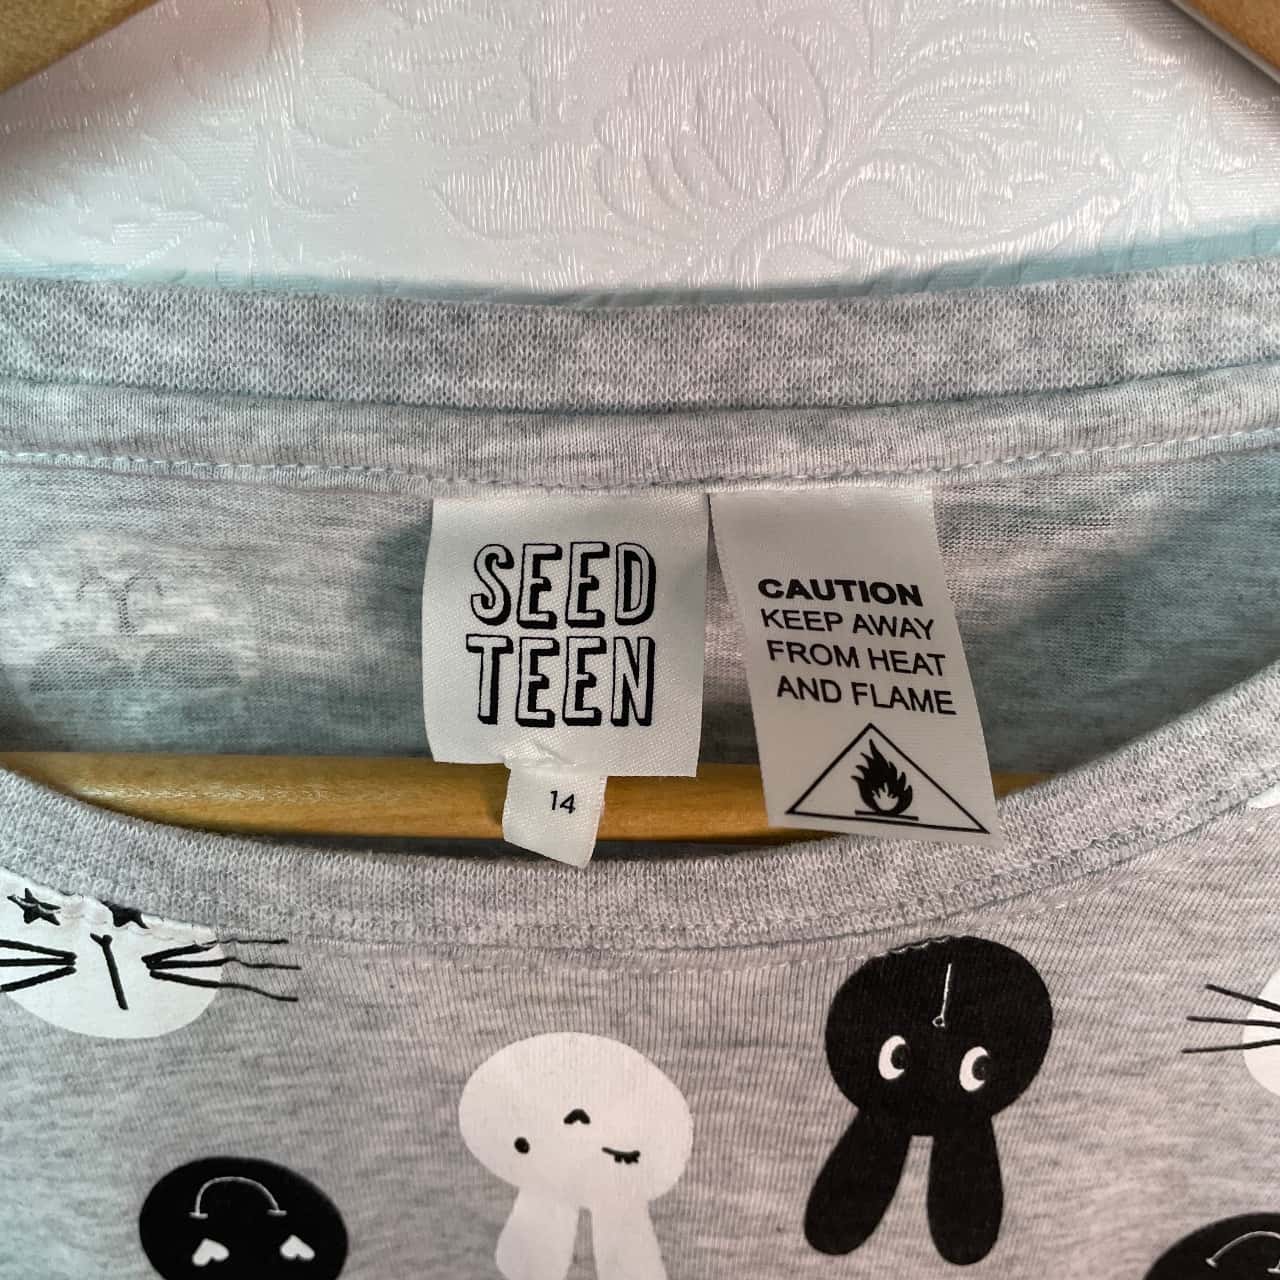 SEED
TEEN
14
CAUTION
KEEP AWAY
FROM HEAT
AND FLAME